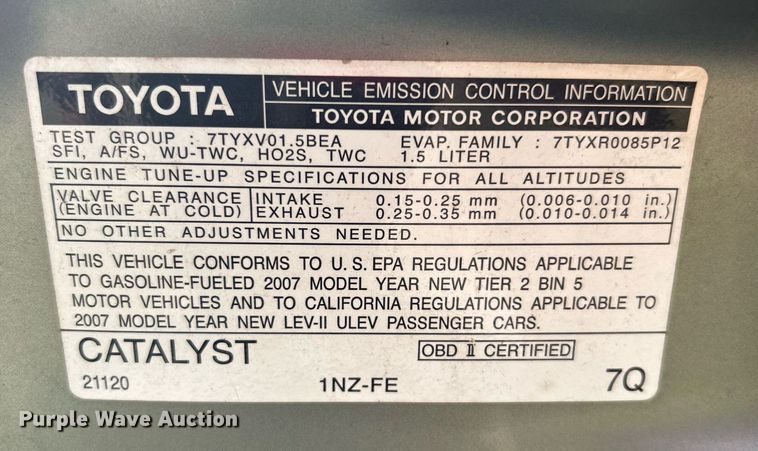 TOYOTA
VEHICLE EMISSION CONTROL INFORMATION
TOYOTA MOTOR CORPORATION
TEST GROUP : 7TYXV01.5BEA EVAP. FAMILY : 7TYXR0085P12
SFI, A/FS, WU-TWC, HO2S, TWC 1.5 LITER
ENGINE TUNE-UP SPECIFICATIONS FOR ALL ALTITUDES
VALVE CLEARANCE INTAKE 0.15-0.25 mm (0.006-0.010 in.)
(ENGINE AT COLD) EXHAUST 0.25-0.35 mm (0.010-0.014 in.)
NO OTHER ADJUSTMENTS NEEDED.
THIS VEHICLE CONFORMS TO U.S. EPA REGULATIONS APPLICABLE
TO GASOLINE-FUELED 2007 MODEL YEAR NEW TIER 2 BIN 5
MOTOR VEHICLES AND TO CALIFORNIA REGULATIONS APPLICABLE TO
2007 MODEL YEAR NEW LEV-II ULEV PASSENGER CARS.
CATALYST OBD II CERTIFIED
21120 1NZ-FE 7Q
Purple Wave Auction